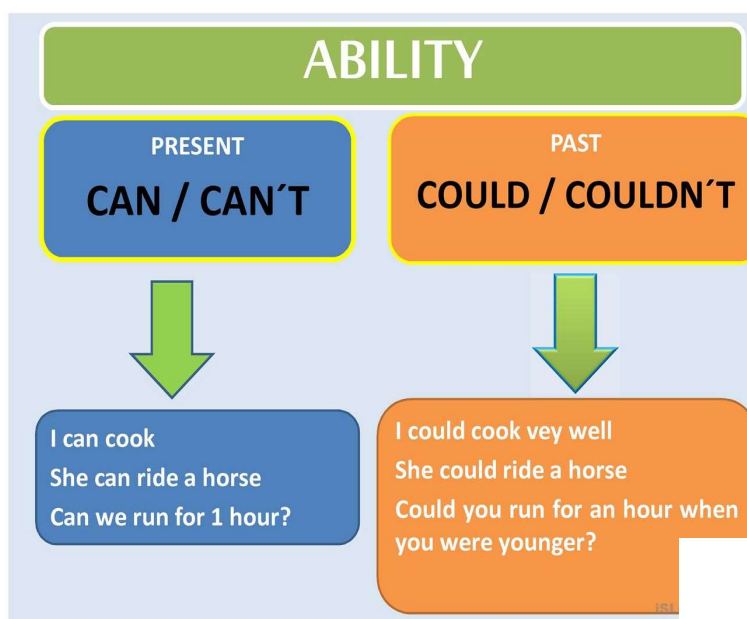 ABILITY
PRESENT
CAN / CAN´T
PAST
COULD / COULDN´T
I can cook
She can ride a horse
Can we run for 1 hour?
I could cook vey well
She could ride a horse
Could you run for an hour when
you were younger?